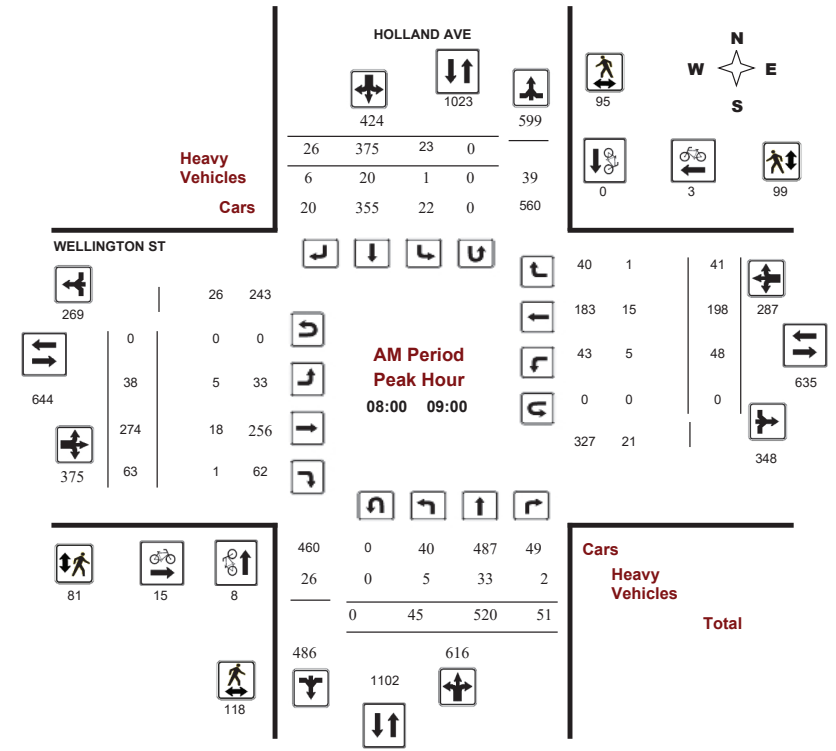 HOLLAND AVE
N
W E
S
1023
424
599
95
26 375 23 0
Heavy
Vehicles
6 20 1 0 39
Cars
20 355 22 0 560
0 3 99
WELLINGTON ST
269
26 243
0 0 0
644
38 5 33
274 18 256
375
63 1 62
AM Period
Peak Hour
08:00 09:00
40 1 41
183 15 198 287
43 5 48
635
0 0 0
327 21
348
81 15 8
118
460 0 40 487 49
Cars
26 0 5 33 2
Heavy
Vehicles
0 45 520 51
Total
486 616
1102